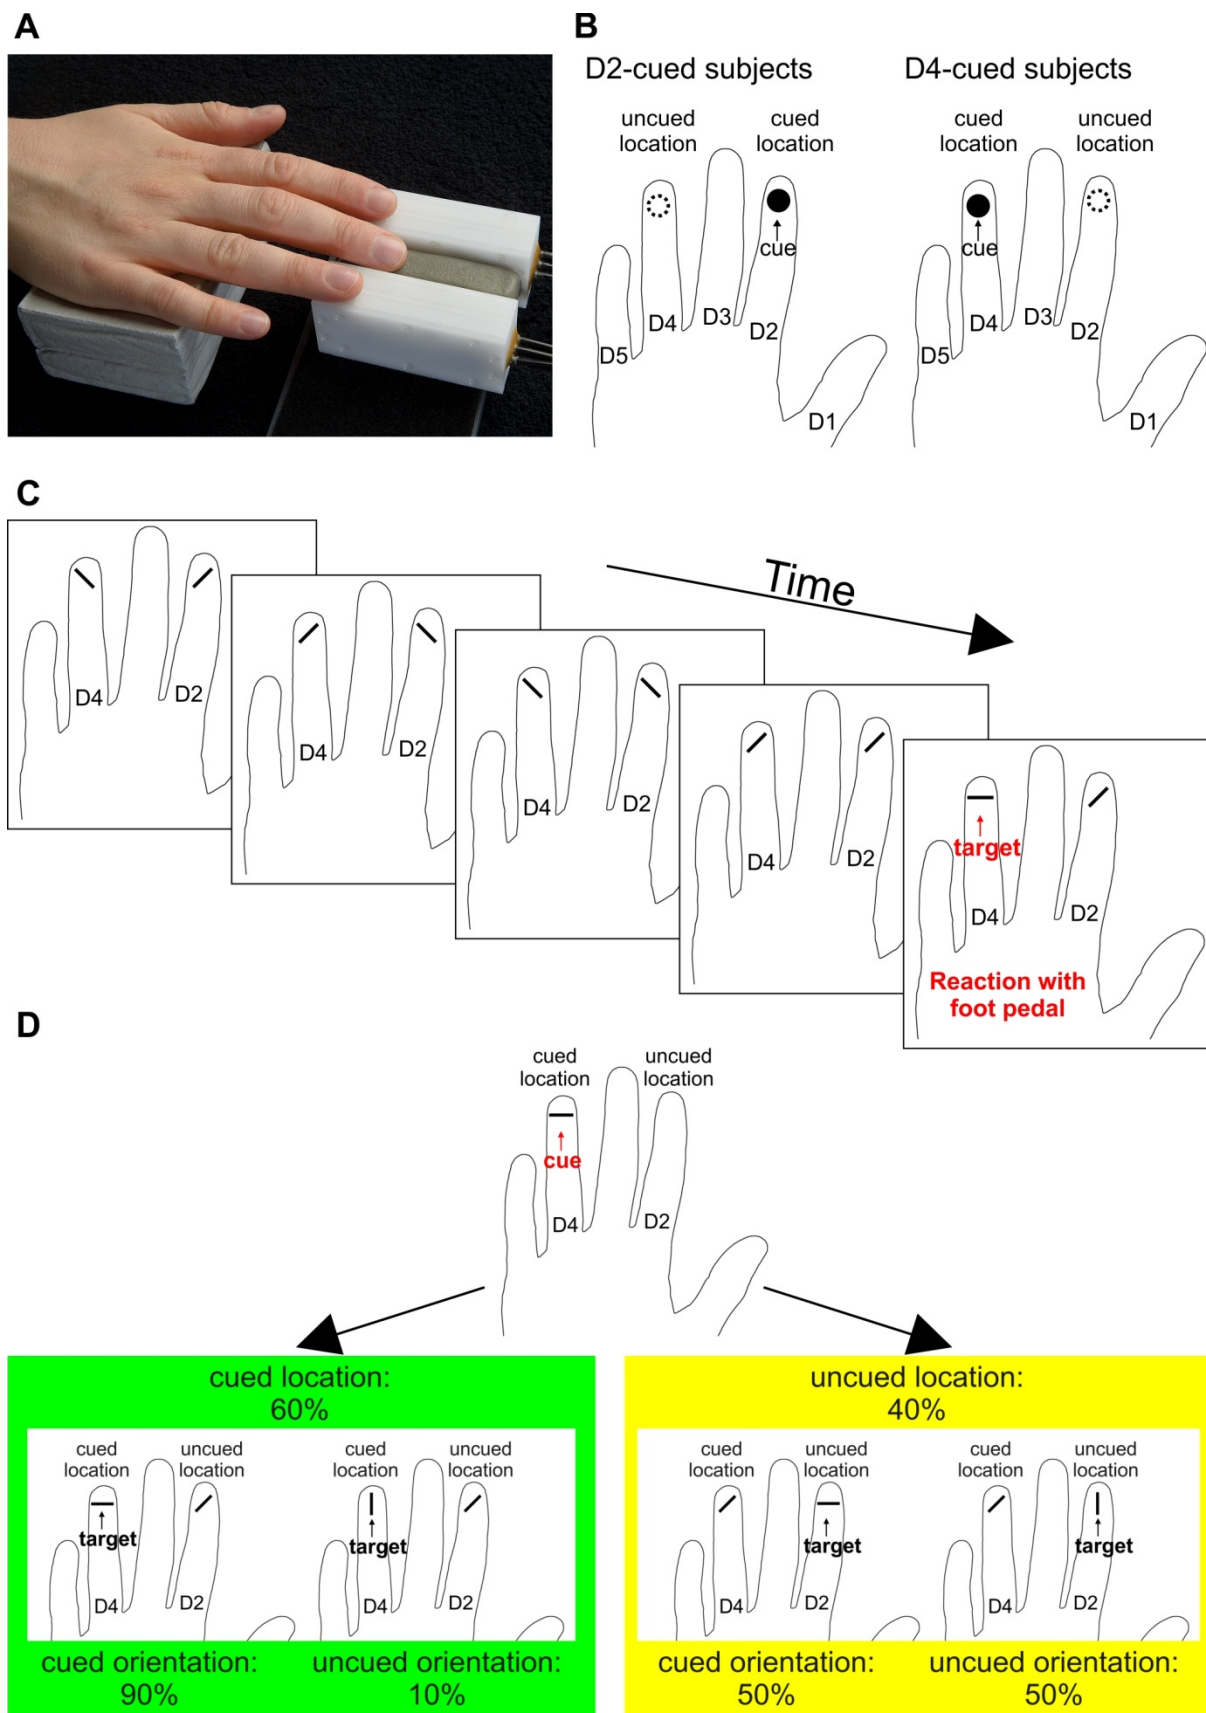 A
B
D2-cued subjects
uncued
location
cued
location
cue
D5
D4
D3
D2
D1
D4-cued subjects
cued
location
uncued
location
cue
D5
D4
D3
D2
D1
C
Time
D4
D2
D4
D2
D4
D2
D4
D2
target
D4
D2
Reaction with
foot pedal
D
cued
location
uncued
location
cue
D4
D2
cued location:
60%
cued
location
uncued
location
target
D4
D2
cued
location
uncued
location
target
D4
D2
cued orientation:
90%
uncued orientation:
10%
uncued location:
40%
cued
location
uncued
location
target
D4
D2
cued
location
uncued
location
target
D4
D2
cued orientation:
50%
uncued orientation:
50%